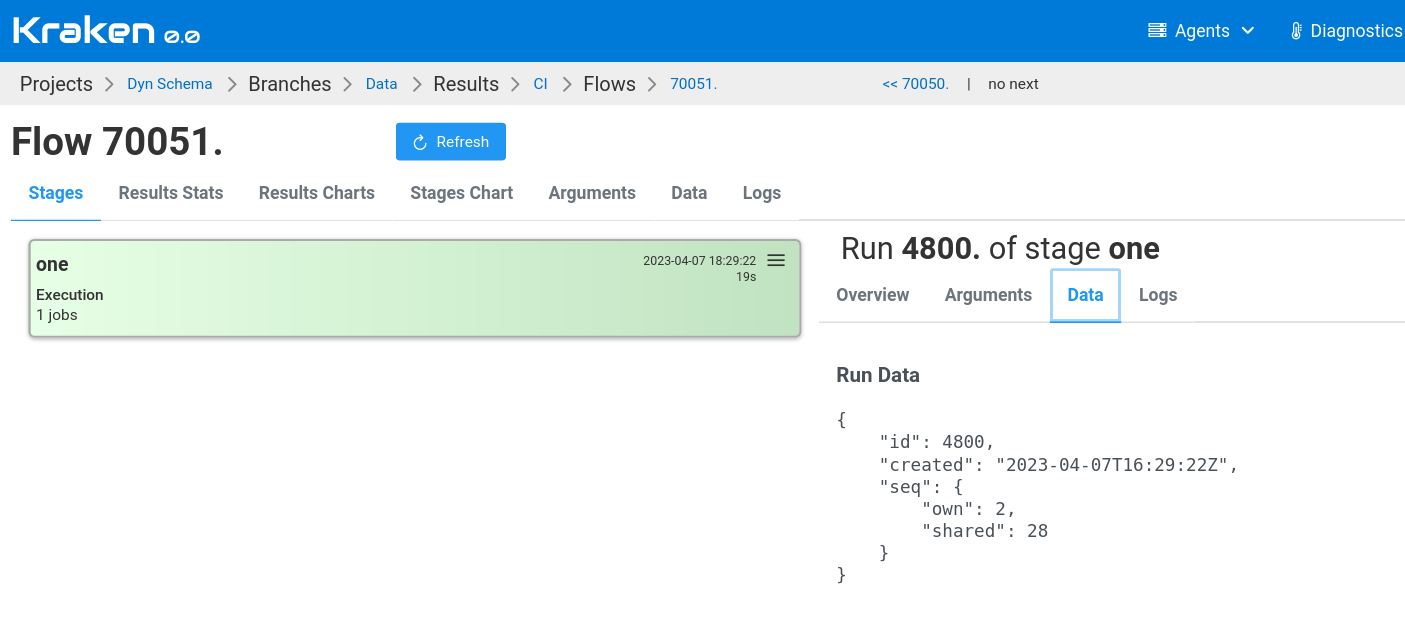 Kraken 0.0
Agents
Diagnostics
Projects > Dyn Schema > Branches > Data > Results > CI > Flows > 70051.
<< 70050. | no next
Flow 70051.
Refresh
Stages Results Stats Results Charts Stages Chart Arguments Data Logs
one
2023-04-07 18:29:22
19s
Execution
1 jobs
Run 4800. of stage one
Overview Arguments Data Logs
Run Data
{
    "id": 4800,
    "created": "2023-04-07T16:29:22Z",
    "seq": {
        "own": 2,
        "shared": 28
    }
}